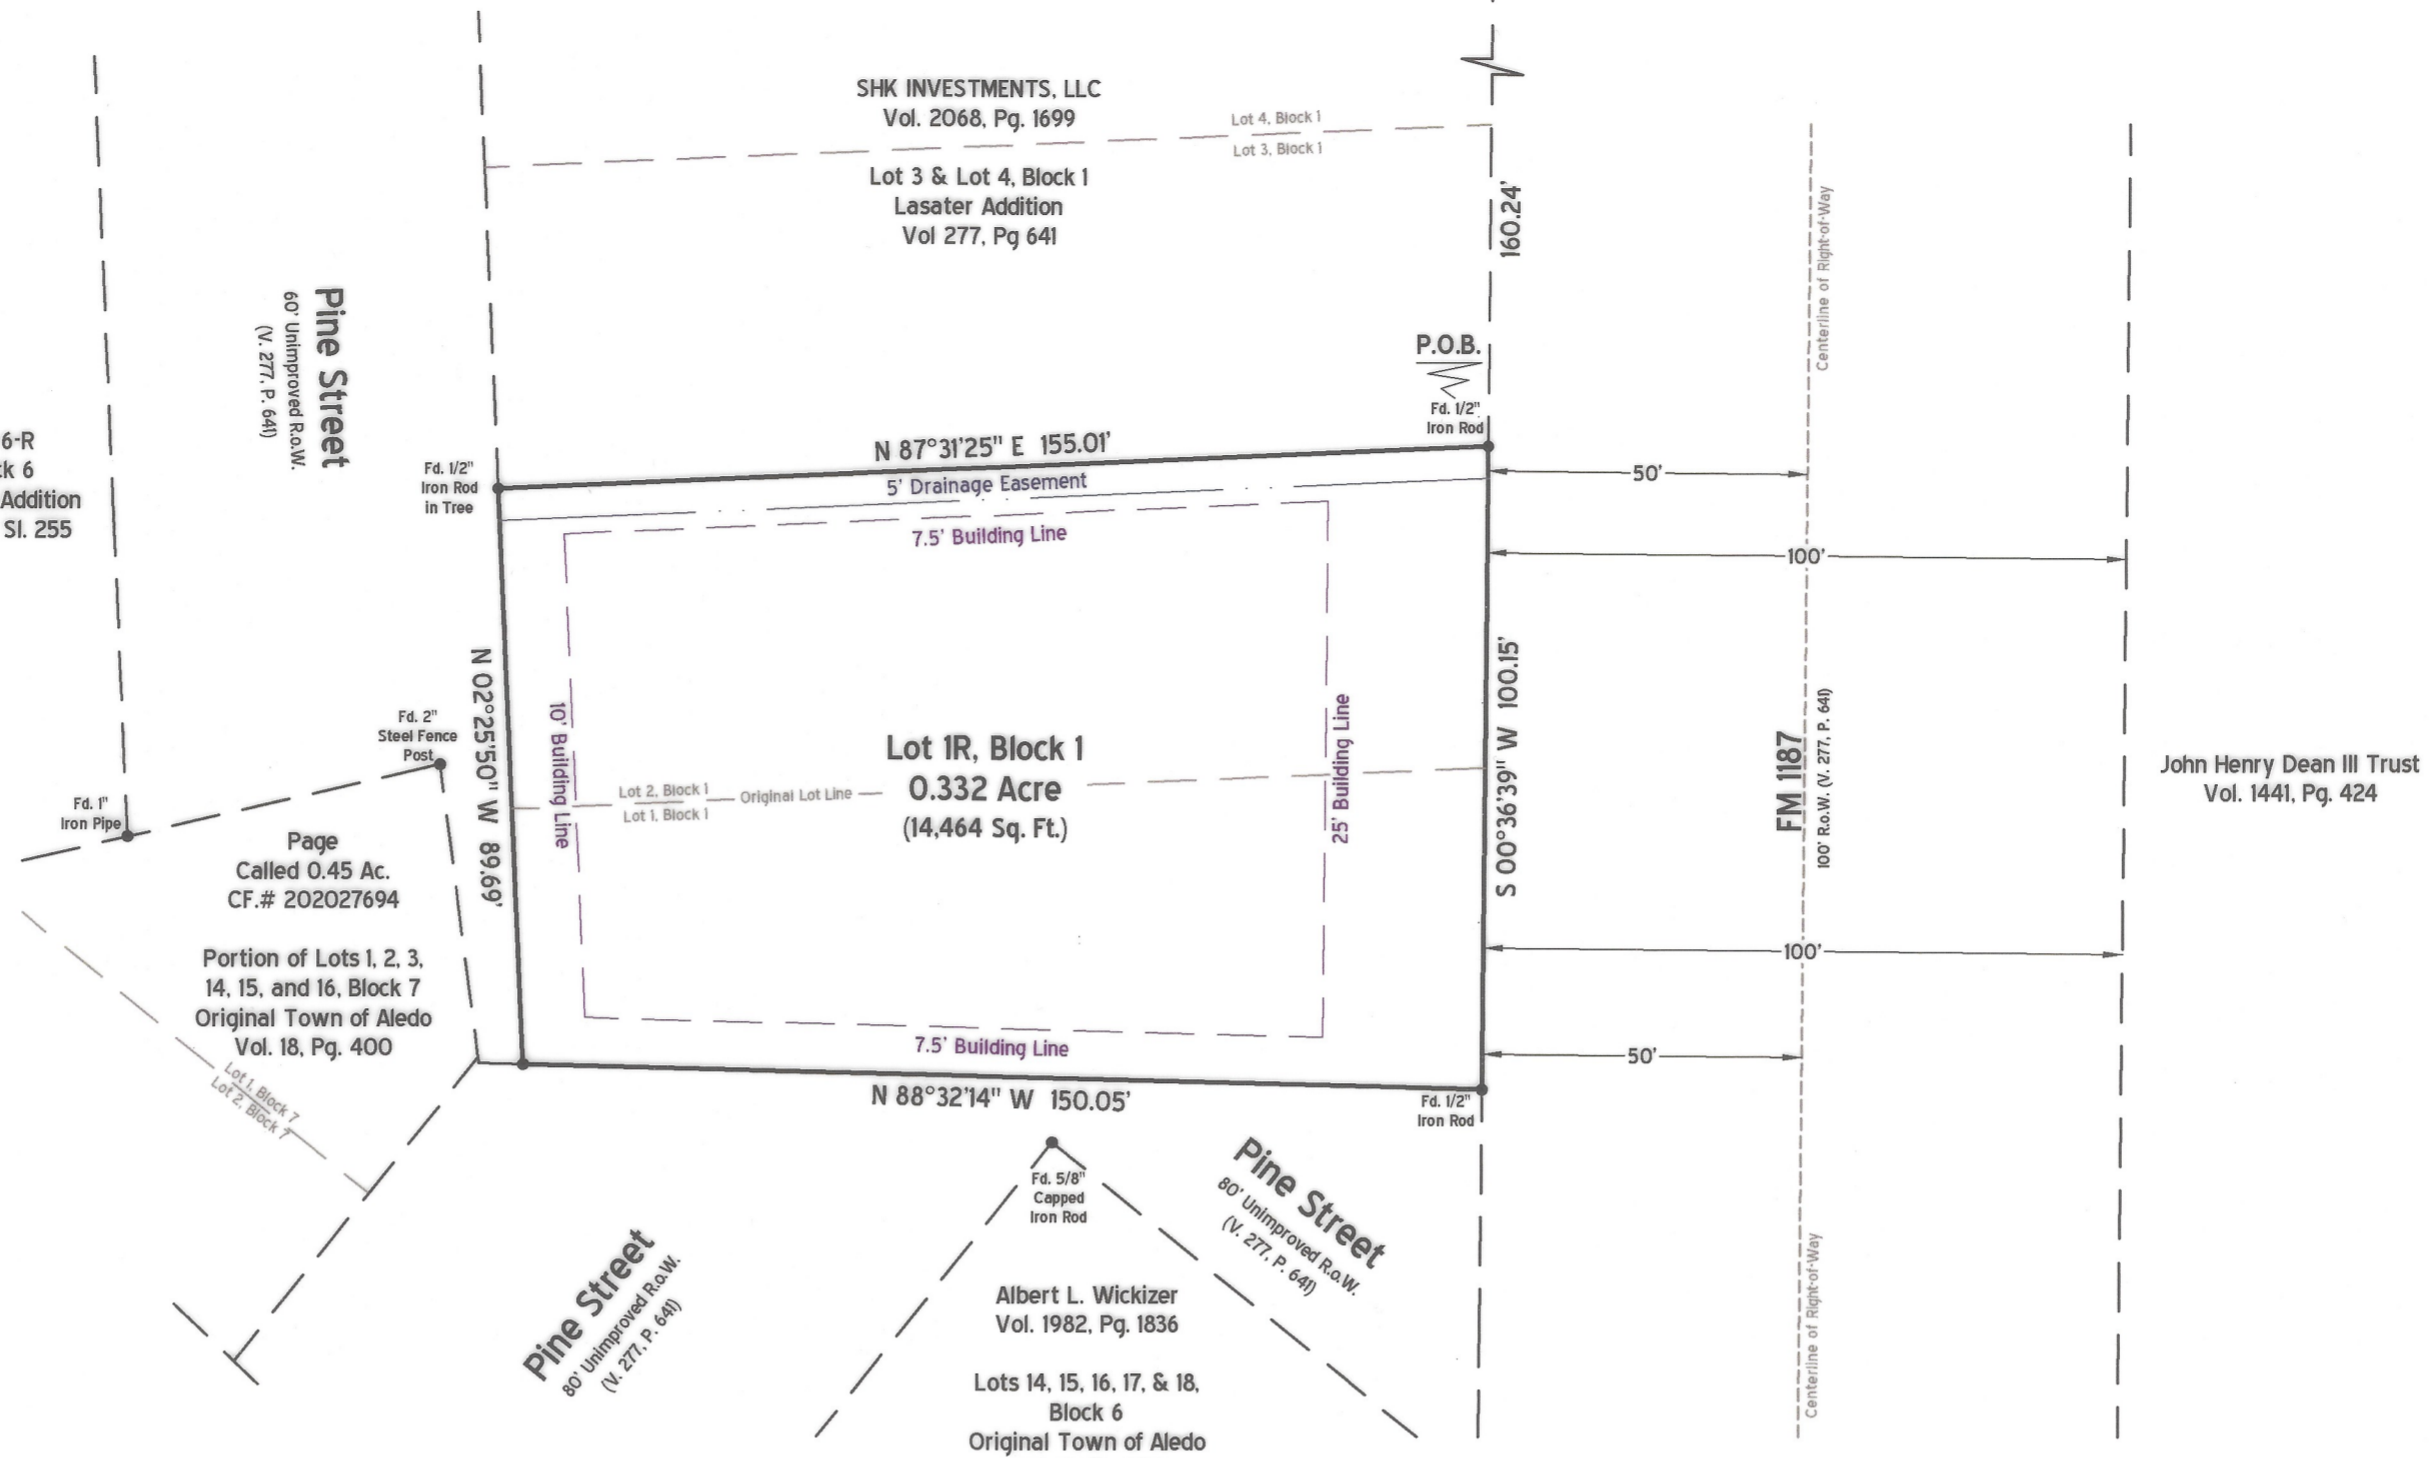 SHK INVESTMENTS, LLC
Vol. 2068, Pg. 1699
Lot 4, Block 1
Lot 3, Block 1
Lot 3 & Lot 4, Block 1
Lasater Addition
Vol 277, Pg 641
160.24'
Centerline of Right-of-Way
Pine Street
60' Unimproved R.o.W.
(V. 277, P. 641)
P.O.B.
Fd. 1/2"
Iron Rod
6-R
ck 6
Addition
Sl. 255
Fd. 1/2"
Iron Rod
in Tree
N 87°31'25" E 155.01'
5' Drainage Easement
7.5' Building Line
50'
100'
N 02°25'50" W 89.69'
10' Building Line
Lot 1R, Block 1
0.332 Acre
(14,464 Sq. Ft.)
Lot 2, Block 1
Lot 1, Block 1
Original Lot Line
25' Building Line
S 00°36'39" W 100.15'
FM 1187
100' R.o.W. (V. 277, P. 641)
John Henry Dean III Trust
Vol. 1441, Pg. 424
Fd. 2"
Steel Fence
Post
Fd. 1"
Iron Pipe
Page
Called 0.45 Ac.
CF.# 202027694
Portion of Lots 1, 2, 3,
14, 15, and 16, Block 7
Original Town of Aledo
Vol. 18, Pg. 400
Lot 1, Block 7
Lot 2, Block 7
100'
50'
7.5' Building Line
N 88°32'14" W 150.05'
Fd. 1/2"
Iron Rod
Fd. 5/8"
Capped
Iron Rod
Pine Street
80' Unimproved R.o.W.
(V. 277, P. 641)
Pine Street
80' Unimproved R.o.W.
(V. 277, P. 641)
Albert L. Wickizer
Vol. 1982, Pg. 1836
Lots 14, 15, 16, 17, & 18,
Block 6
Original Town of Aledo
Centerline of Right-of-Way